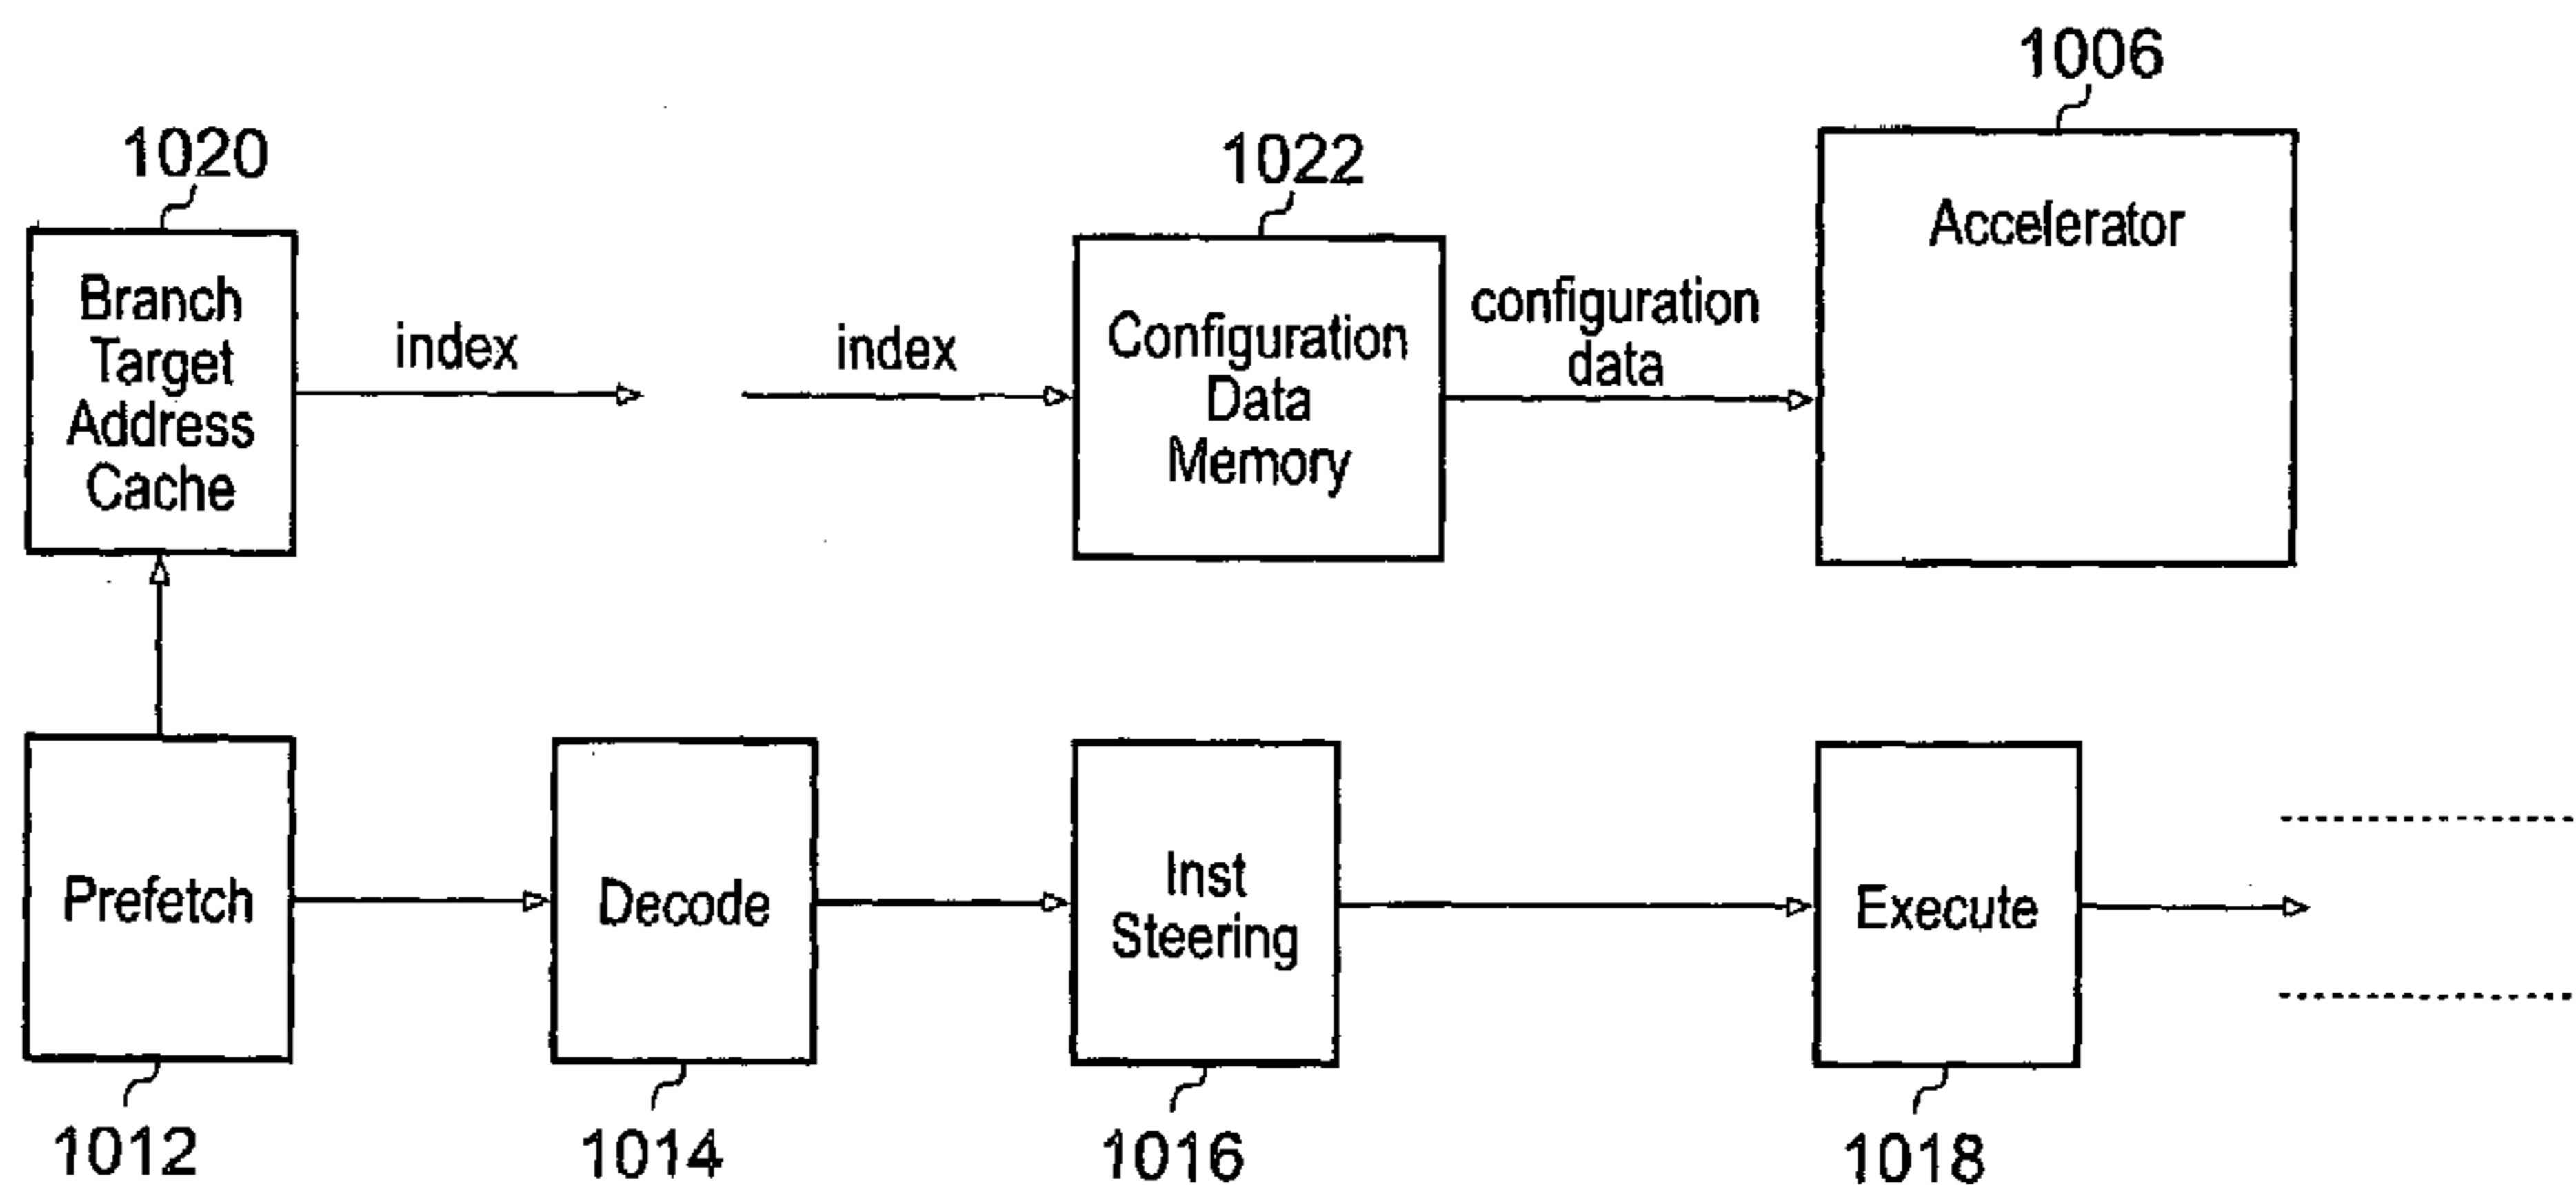 1006
1020
1022
Accelerator
Branch
Target
Address
Cache
index
index
Configuration
Data
Memory
configuration
data
Prefetch
Decode
Inst
Steering
Execute
1012
1014
1016
1018